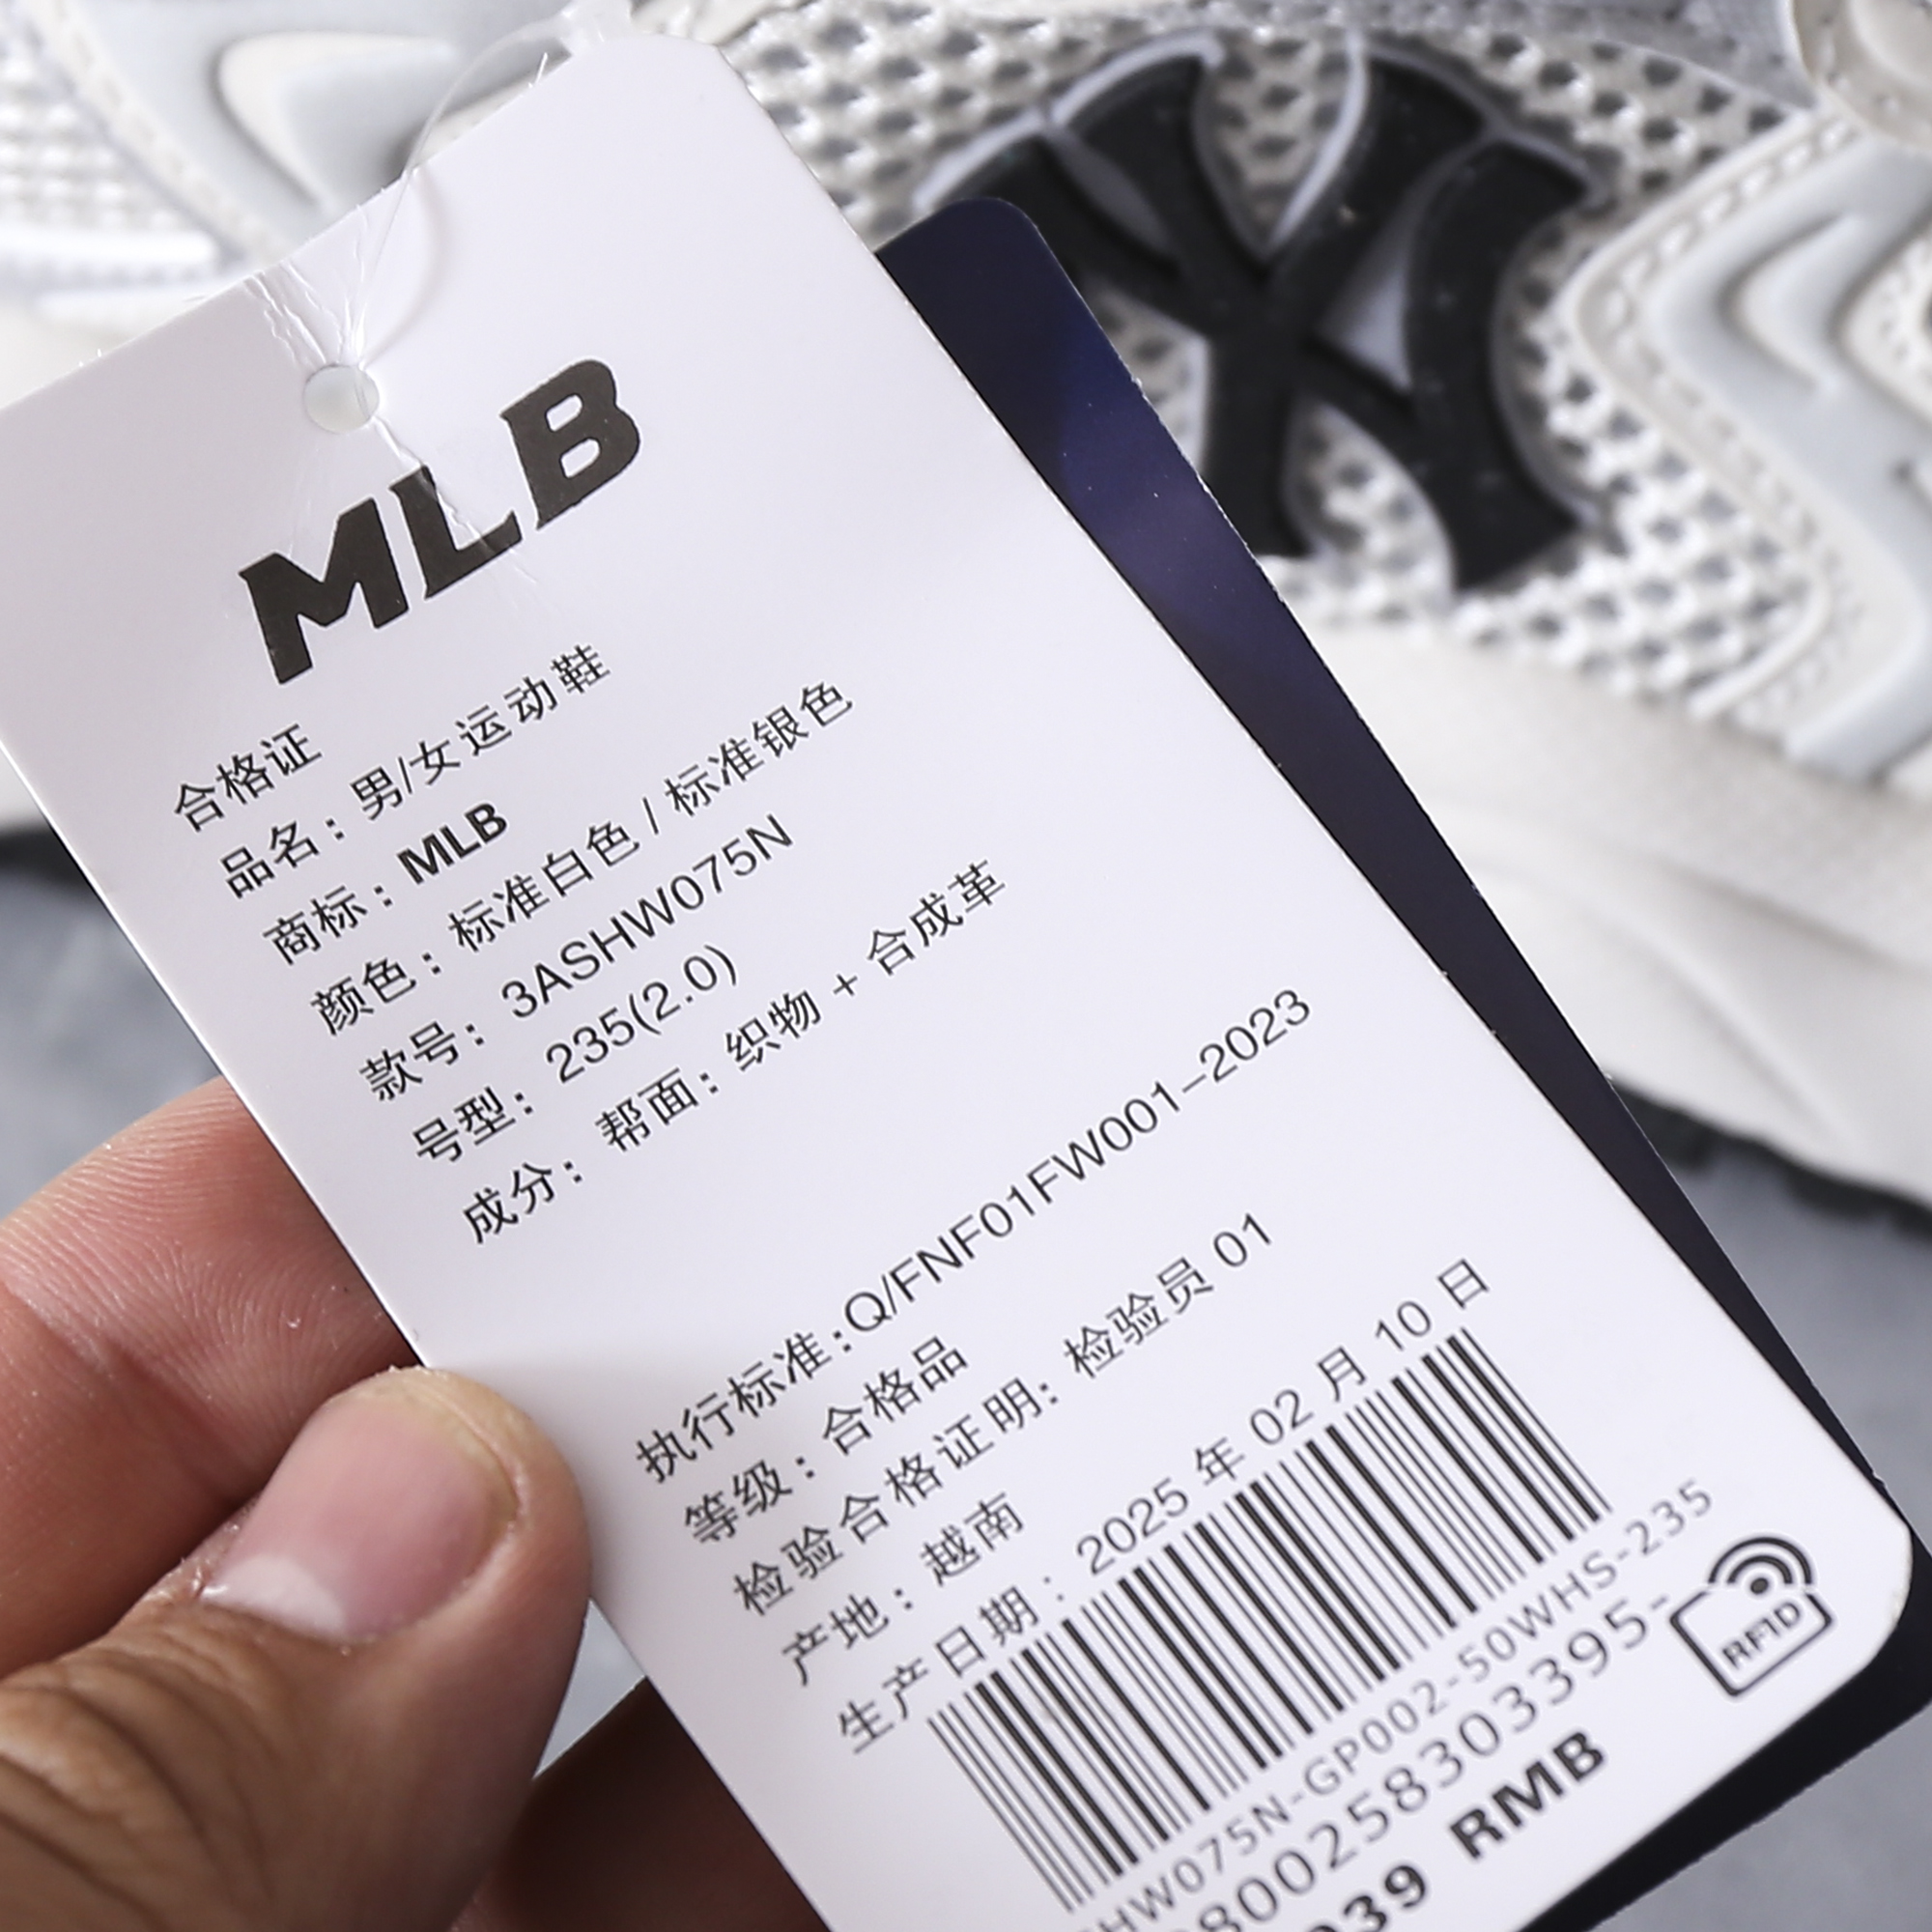 MLB
合格证
品名：男/女运动鞋
商标：MLB
颜色：标准白色 / 标准银色
款号：3ASHW075N
号型：235(2.0)
成分：帮面：织物 + 合成革
执行标准：Q/FNF01FW001-2023
等级：合格品
检验合格证明：检验员 01
产地：越南
生产日期：2025 年 02 月 10 日
HW075N-GP002-50WHS-235
8002583033 95-
039 RMB
RFID
NY